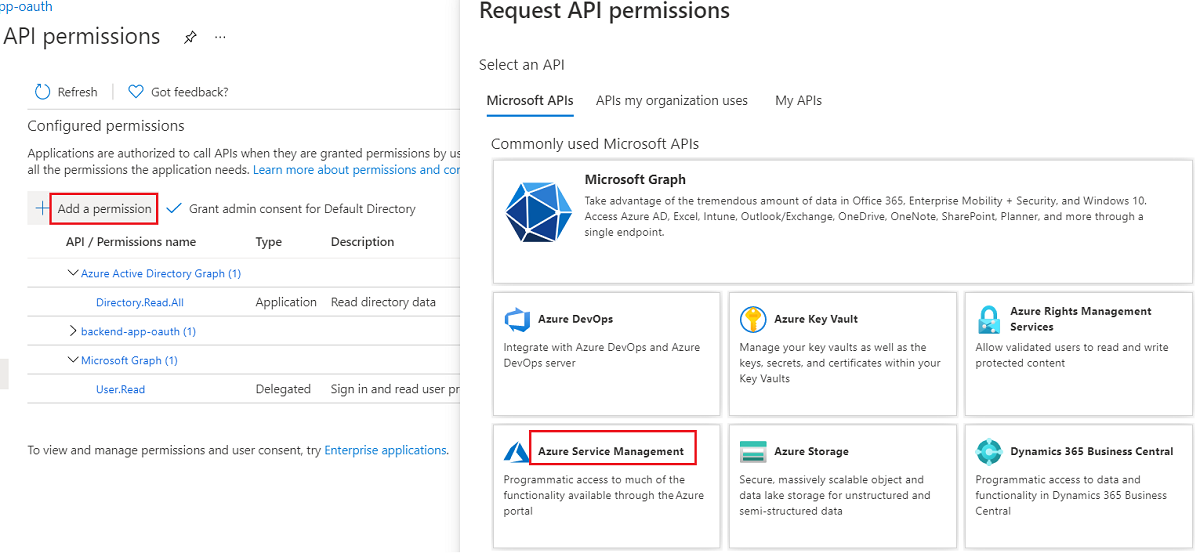 pp-oauth
API permissions
...
Refresh
Got feedback?
Configured permissions
Applications are authorized to call APIs when they are granted permissions by us
all the permissions the application needs. Learn more about permissions and con
Add a permission
Grant admin consent for Default Directory
API / Permissions name Type Description
Azure Active Directory Graph (1)
Directory.Read.All Application Read directory data
backend-app-oauth (1)
Microsoft Graph (1)
User.Read Delegated Sign in and read user pr
To view and manage permissions and user consent, try Enterprise applications.
Request API permissions
Select an API
Microsoft APIs APIs my organization uses My APIs
Commonly used Microsoft APIs
Microsoft Graph
Take advantage of the tremendous amount of data in Office 365, Enterprise Mobility + Security, and Windows 10.
Access Azure AD, Excel, Intune, Outlook/Exchange, OneDrive, OneNote, SharePoint, Planner, and more through a
single endpoint.
Azure DevOps
Integrate with Azure DevOps and Azure
DevOps server
Azure Key Vault
Manage your key vaults as well as the
keys, secrets, and certificates within your
Key Vaults
Azure Rights Management
Services
Allow validated users to read and write
protected content
Azure Service Management
Programmatic access to much of the
functionality available through the Azure
portal
Azure Storage
Secure, massively scalable object and
data lake storage for unstructured and
semi-structured data
Dynamics 365 Business Central
Programmatic access to data and
functionality in Dynamics 365 Business
Central